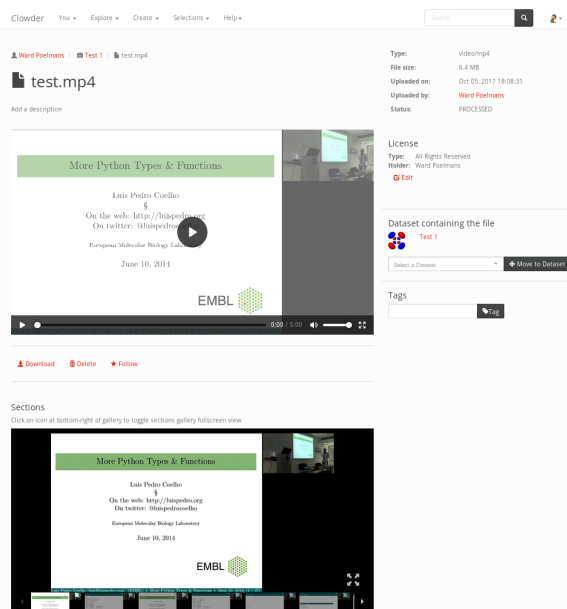 Clowder You Explore Create Selections Help Search
Ward Poelmans / Test 1 / test.mp4
test.mp4
Add a description
More Python Types & Functions
Luis Pedro Coelho
§
On the web: http://luispedro.org
On twitter: @luispedrocoelho
European Molecular Biology Laboratory
June 10, 2014
EMBL
0:00 / 5:00
Download Delete Follow
Sections
Click on icon at bottom-right of gallery to toggle sections gallery fullscreen view
More Python Types & Functions
Luis Pedro Coelho
§
On the web: http://luispedro.org
On twitter: @luispedrocoelho
European Molecular Biology Laboratory
June 10, 2014
EMBL
Type: video/mp4
File size: 6.4 MB
Uploaded on: Oct 05, 2017 18:08:31
Uploaded by: Ward Poelmans
Status: PROCESSED
License
Type: All Rights Reserved
Holder: Ward Poelmans
Edit
Dataset containing the file
Test 1
Select a Dataset
Move to Dataset
Tags
Tag